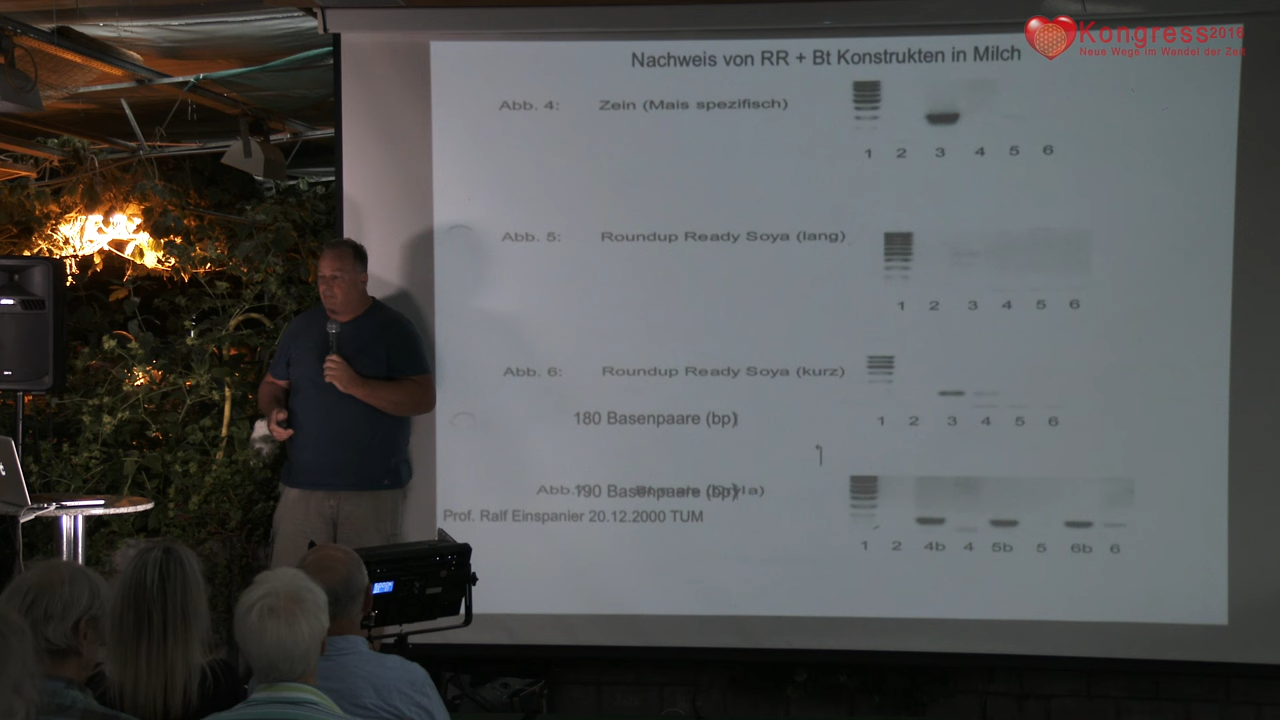 Kongress 2016
Neue Wege im Wandel der Zeit
Nachweis von RR + Bt Konstrukten in Milch
Abb. 4: Zein (Mais spezifisch)
1 2 3 4 5 6
Abb. 5: Roundup Ready Soya (lang)
1 2 3 4 5 6
Abb. 6: Roundup Ready Soya (kurz)
180 Basenpaare (bp)
1 2 3 4 5 6
Abb. 190 Basenpaare (bp)
Prof. Ralf Einspanier 20.12.2000 TUM
1 2 4b 4 5b 5 6b 6